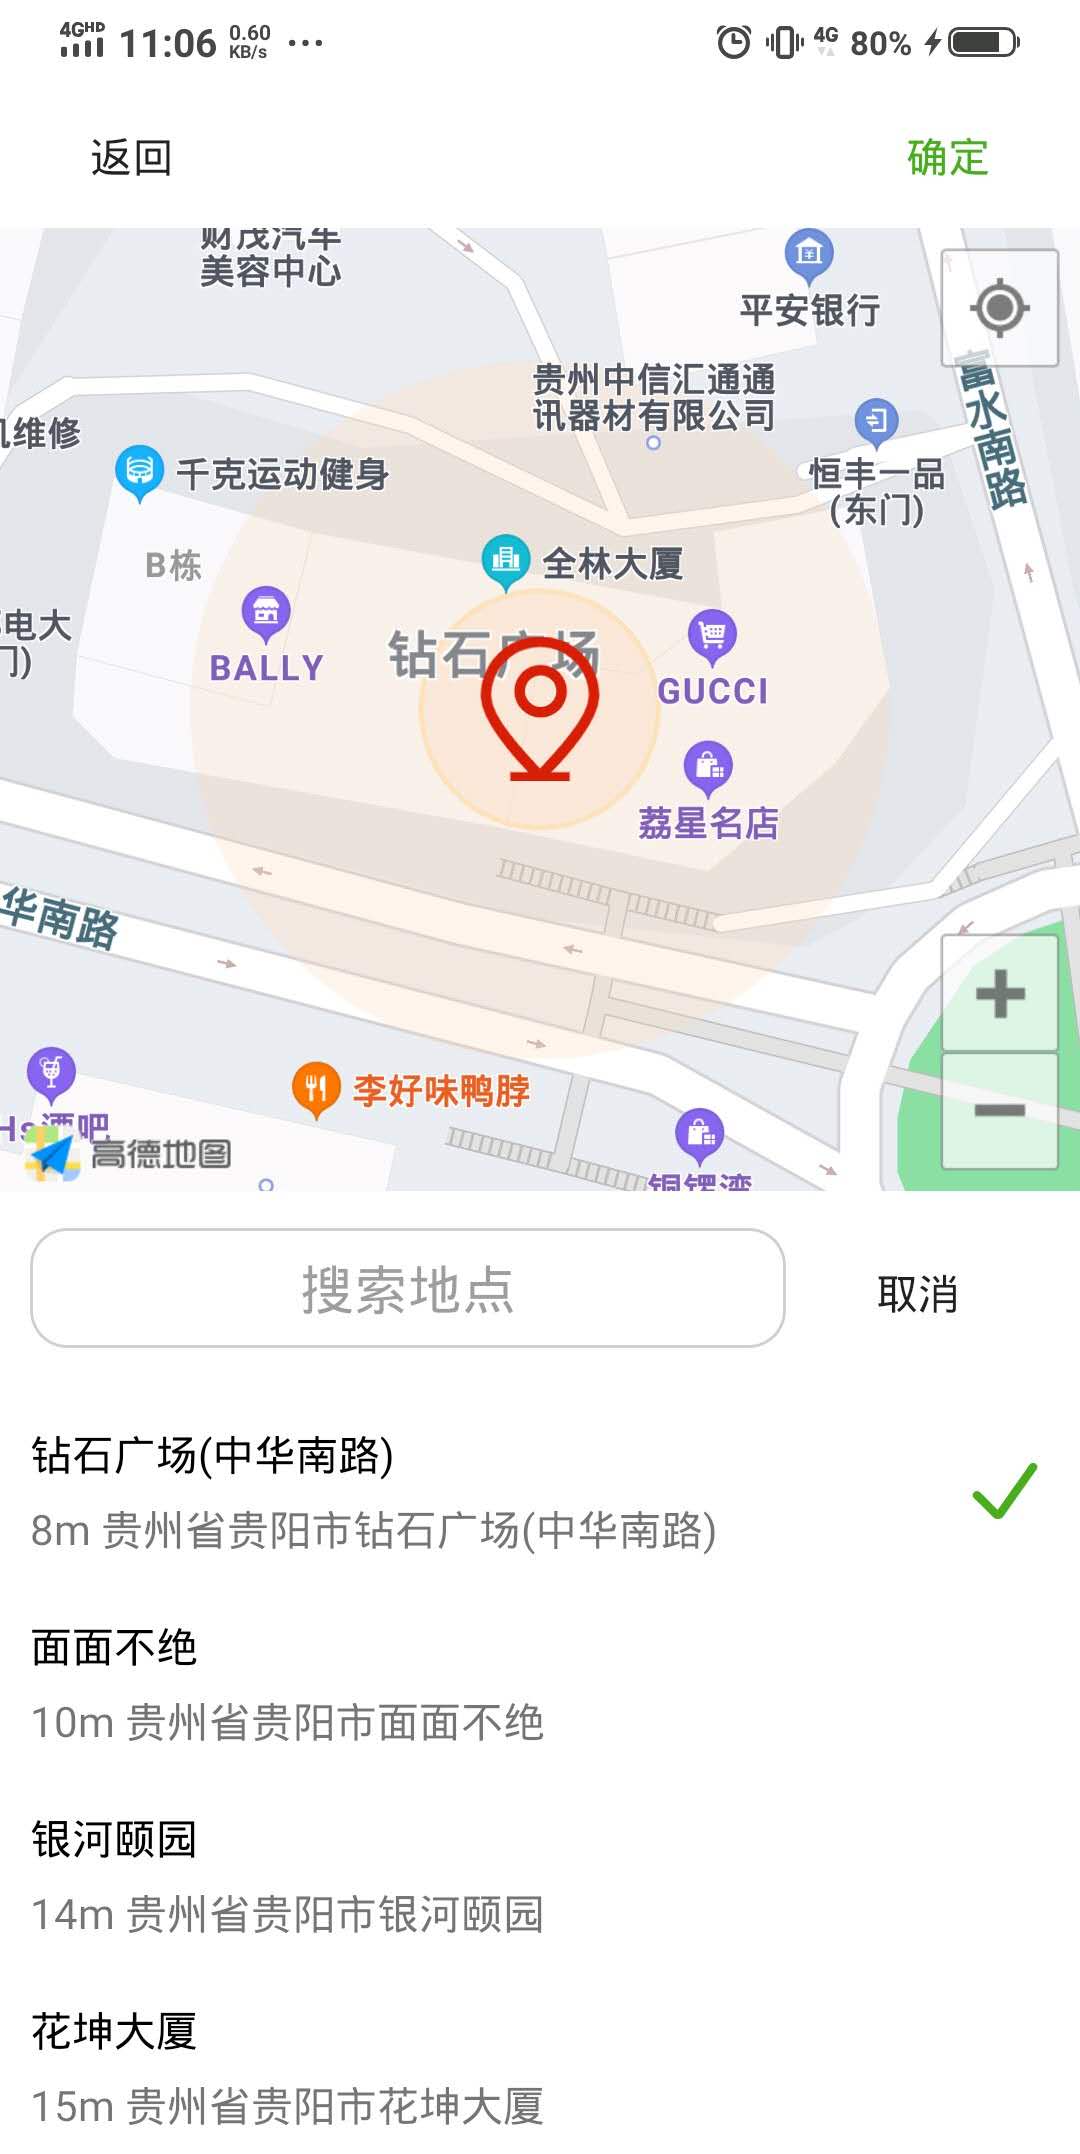 4GHD
11:06
0.60
KB/s
...
4G
80%
返回
确定
财茂汽车
美容中心
平安银行
贵州中信汇通通
讯器材有限公司
富水南路
维修
千克运动健身
恒丰一品
(东门)
B栋
全林大厦
电大
门)
BALLY
钻石广场
GUCCI
荔星名店
华南路
李好味鸭脖
Hs酒吧
高德地图
铜锣湾
搜索地点
取消
钻石广场(中华南路)
8m 贵州省贵阳市钻石广场(中华南路)
面面不绝
10m 贵州省贵阳市面面不绝
银河颐园
14m 贵州省贵阳市银河颐园
花坤大厦
15m 贵州省贵阳市花坤大厦